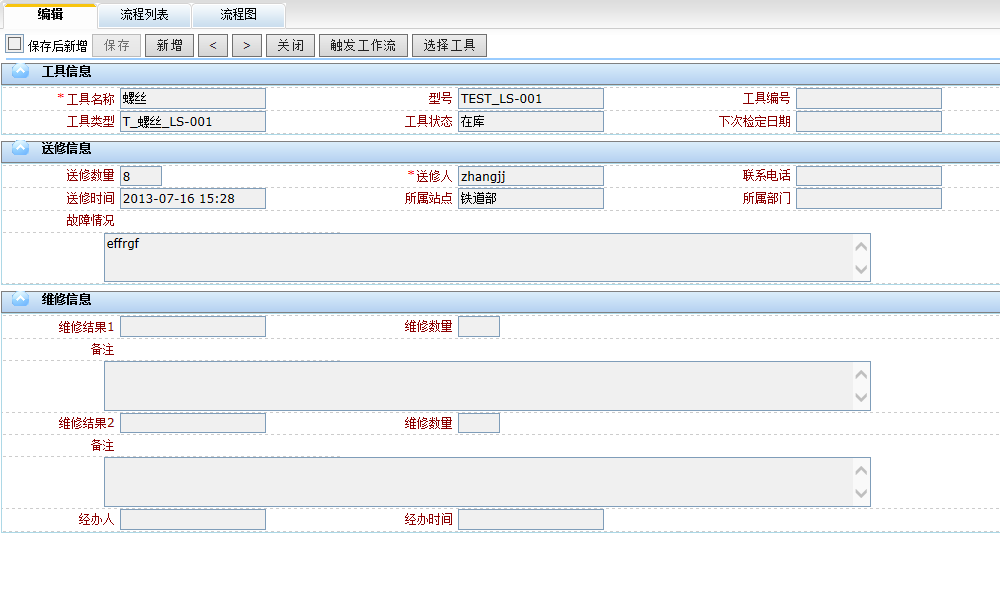 编辑 流程列表 流程图
保存后新增 保存 新增 < > 关闭 触发工作流 选择工具
工具信息
*工具名称 螺丝 型号 TEST_LS-001 工具编号
工具类型 T_螺丝_LS-001 工具状态 在库 下次检定日期
送修信息
送修数量 8 *送修人 zhangjj 联系电话
送修时间 2013-07-16 15:28 所属站点 铁道部 所属部门
故障情况
effrgf
维修信息
维修结果1 维修数量
备注
维修结果2 维修数量
备注
经办人 经办时间